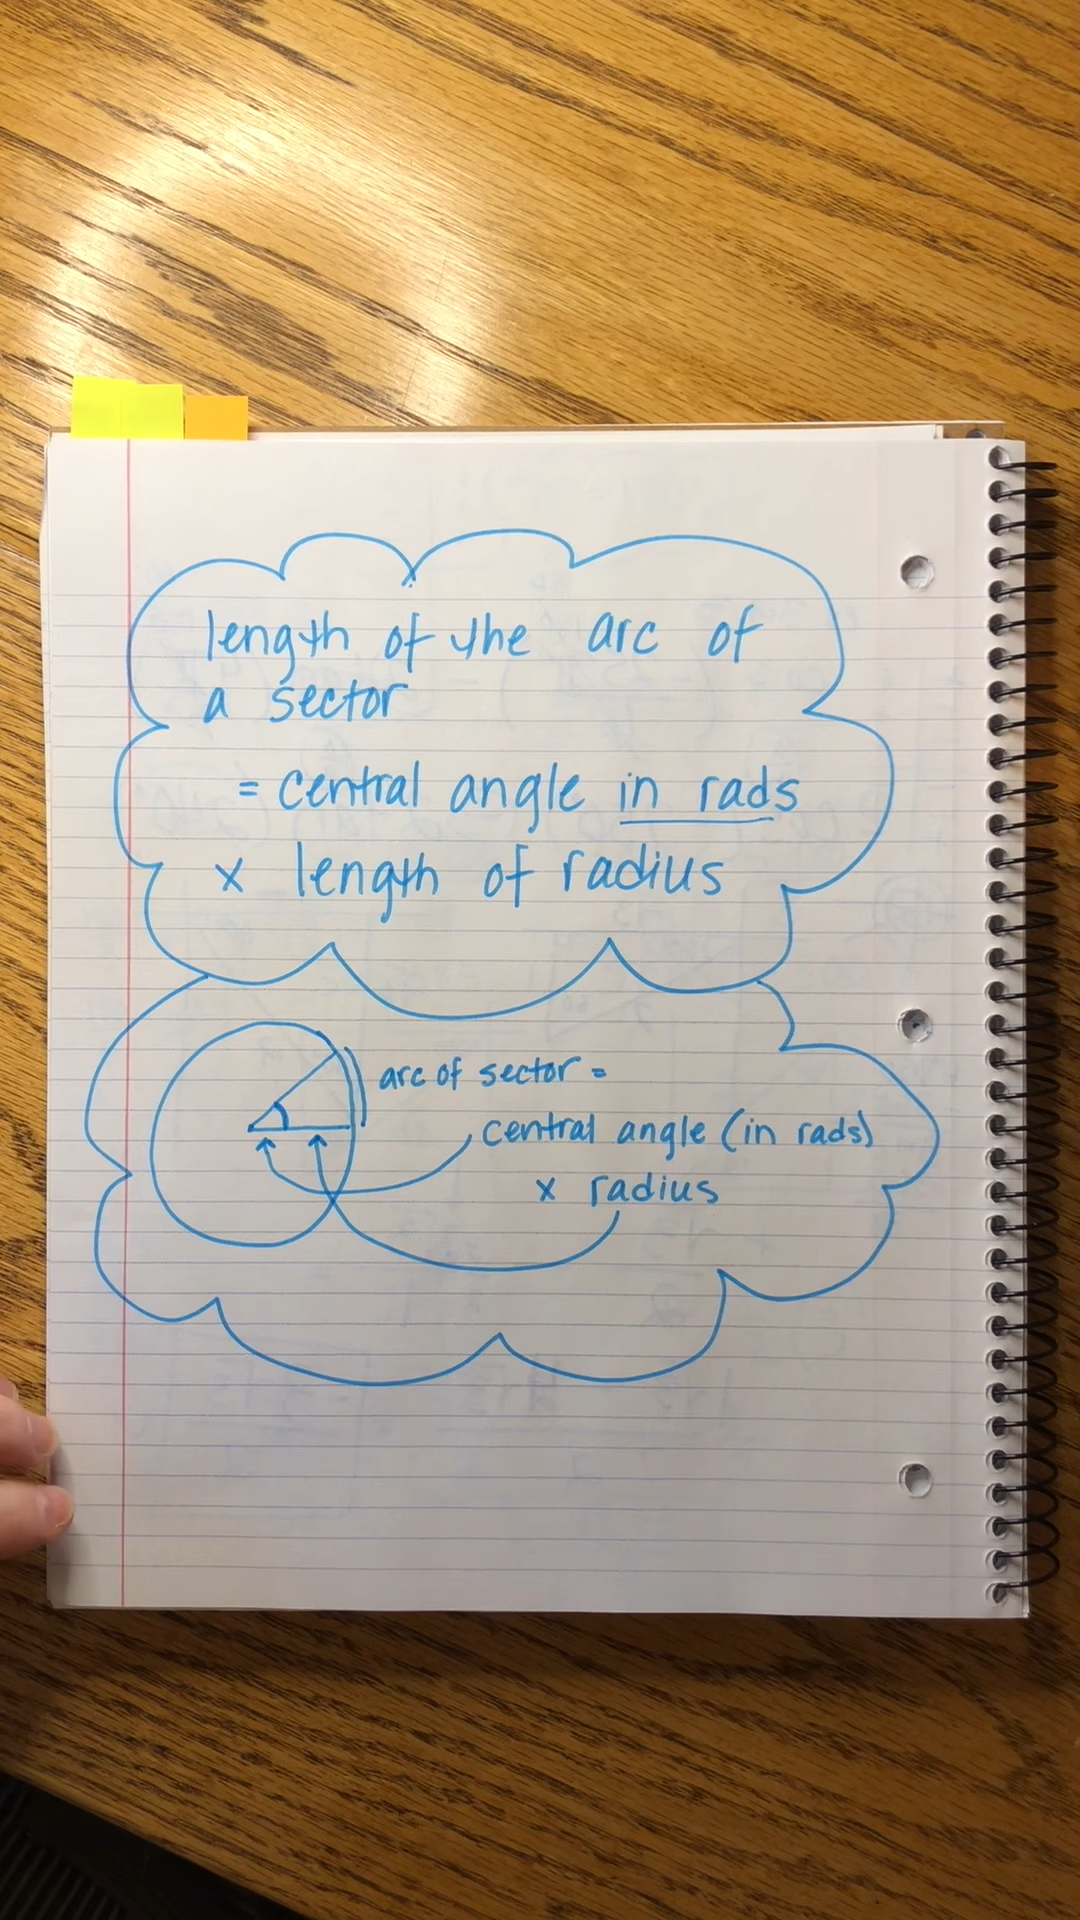 length of the arc of
a sector
= central angle in rads
x length of radius
arc of sector =
central angle (in rads)
x radius